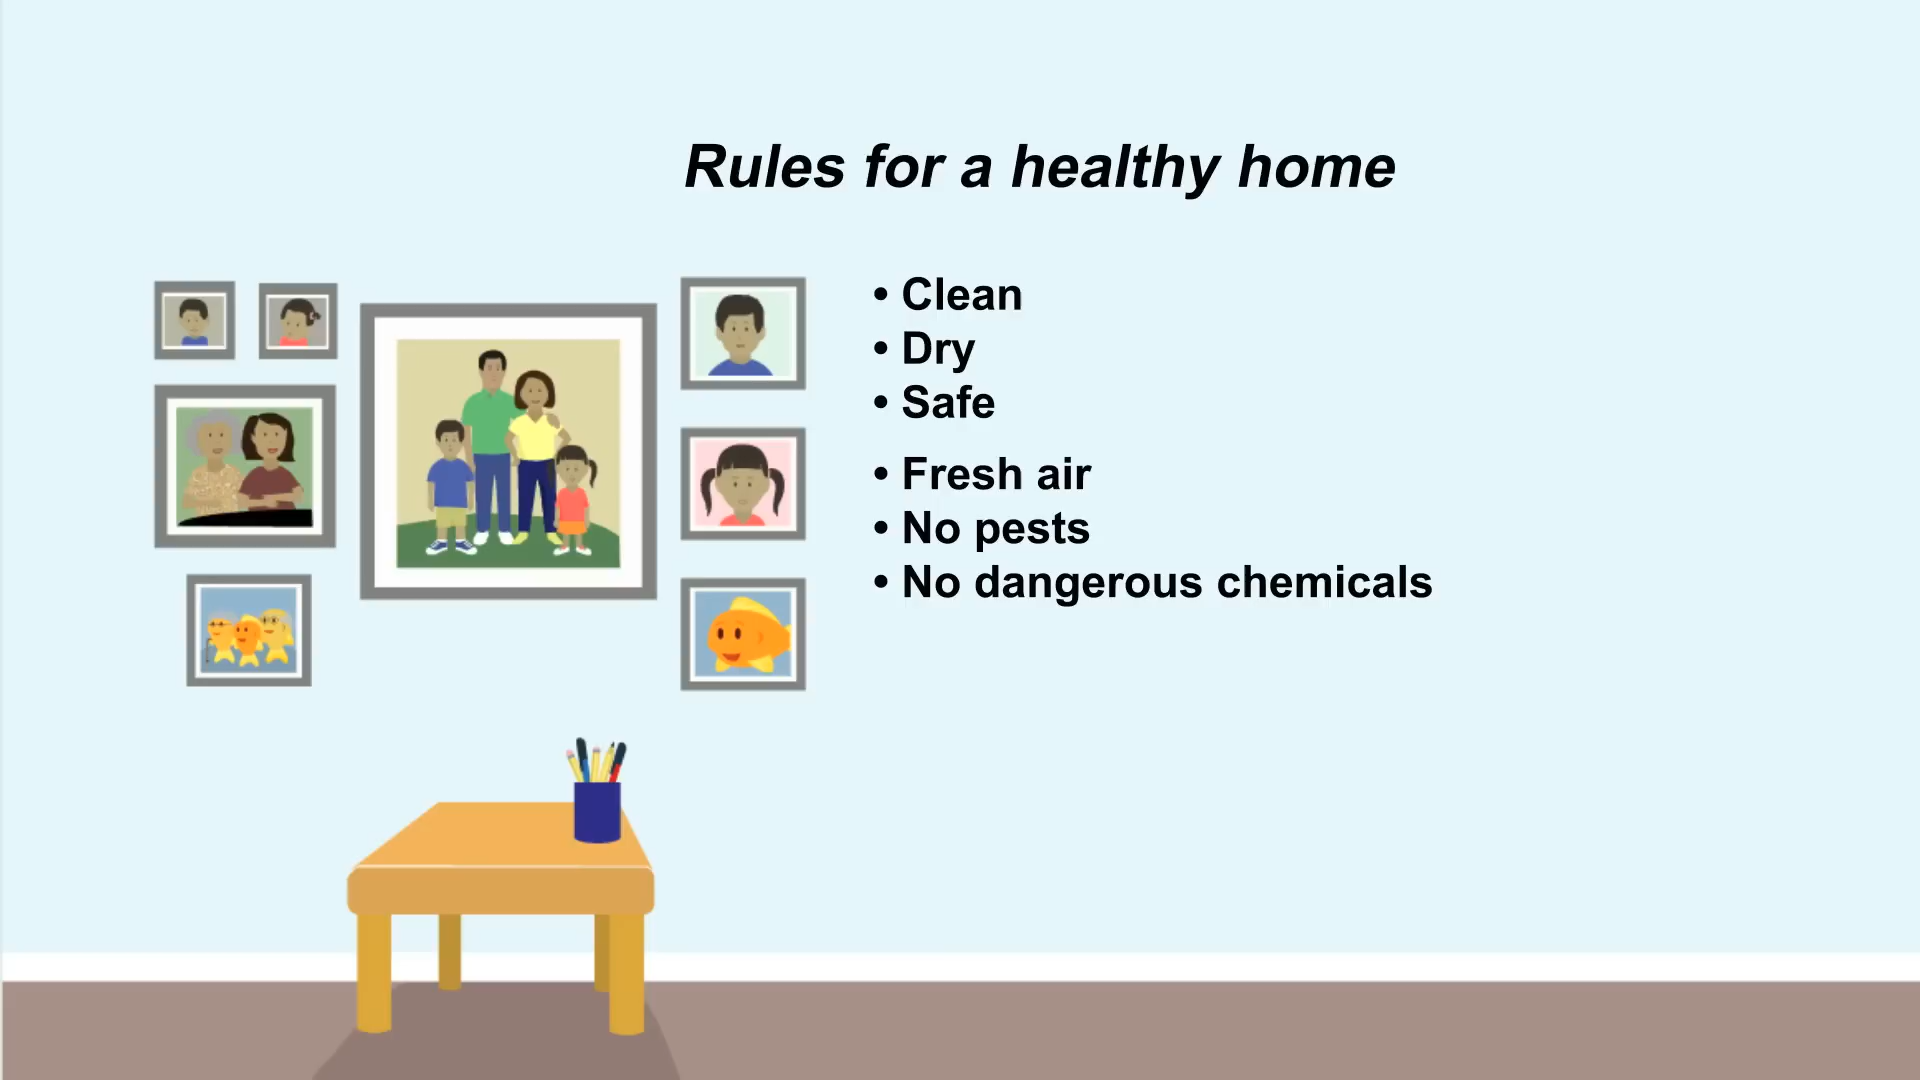 Rules for a healthy home
• Clean
• Dry
• Safe
• Fresh air
• No pests
• No dangerous chemicals